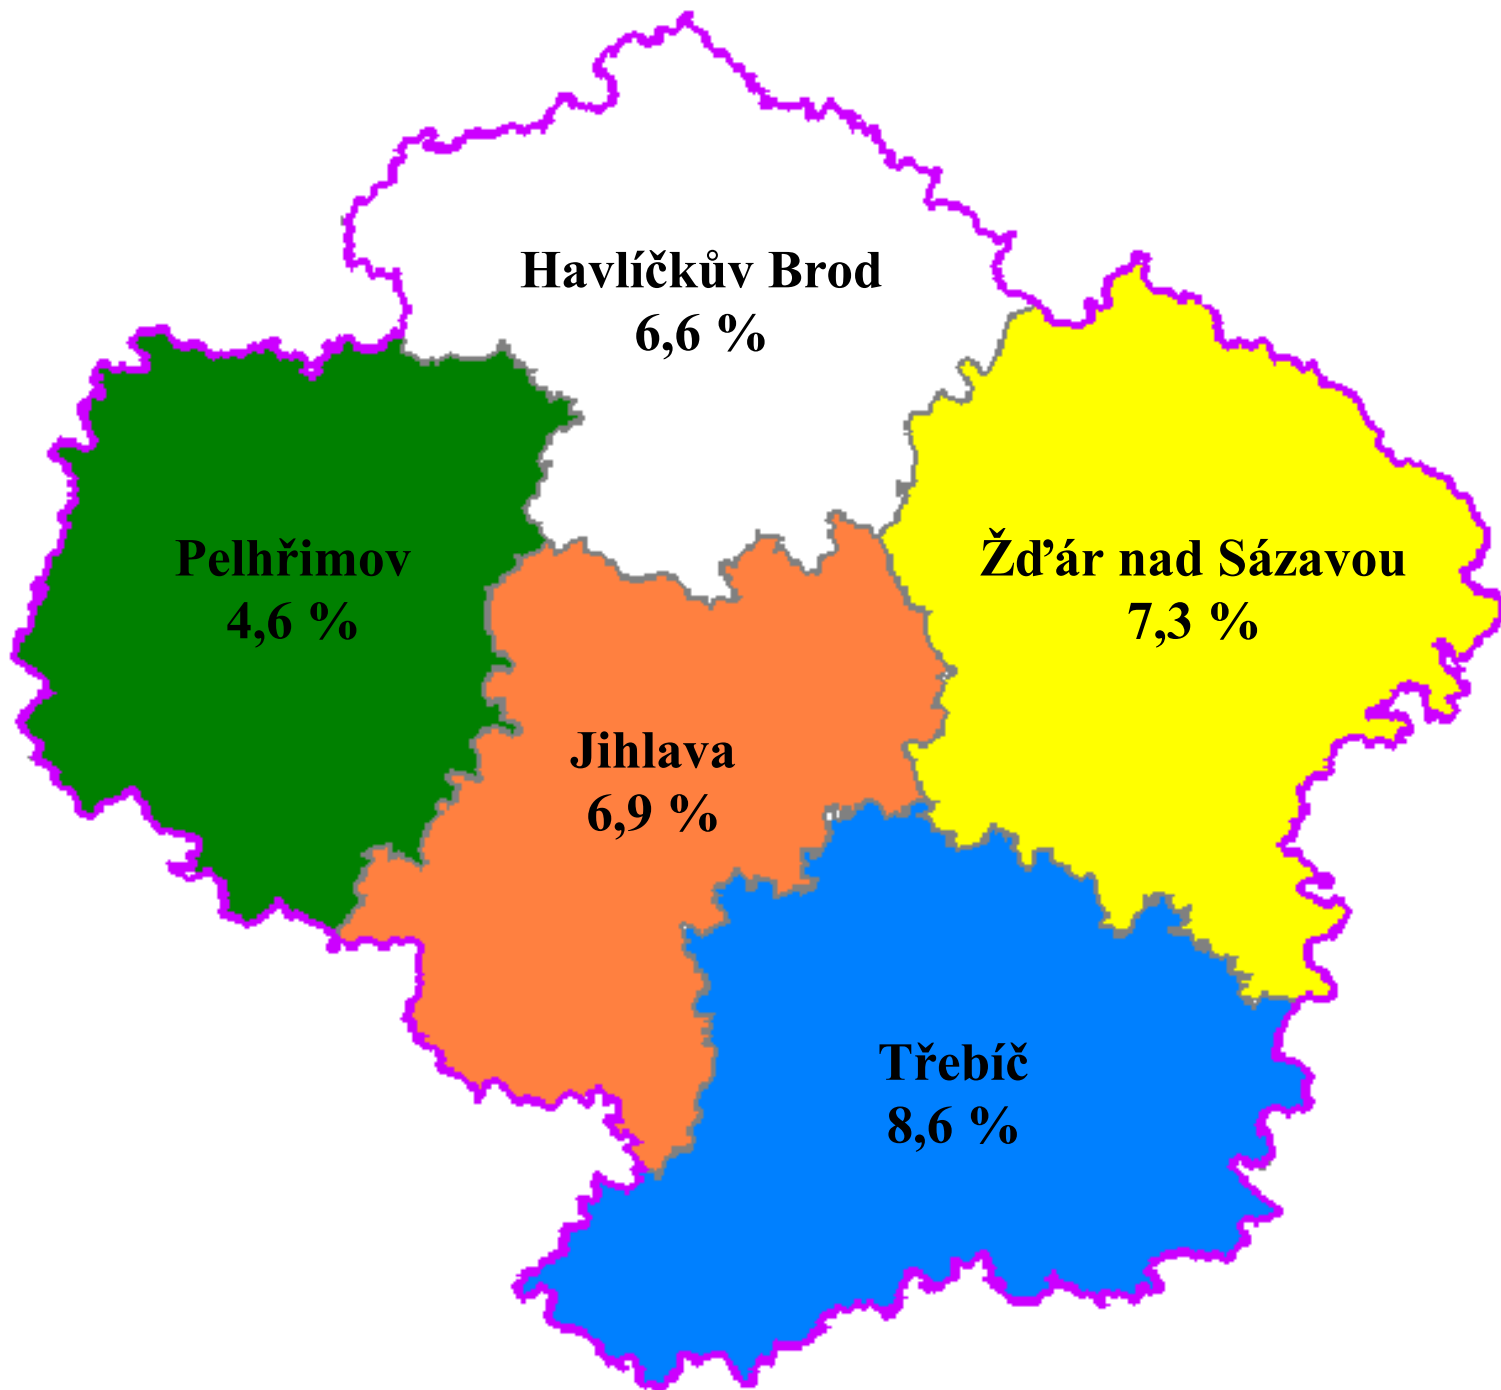 Havlíčkův Brod
6,6 %
Pelhřimov
4,6 %
Žďár nad Sázavou
7,3 %
Jihlava
6,9 %
Třebíč
8,6 %